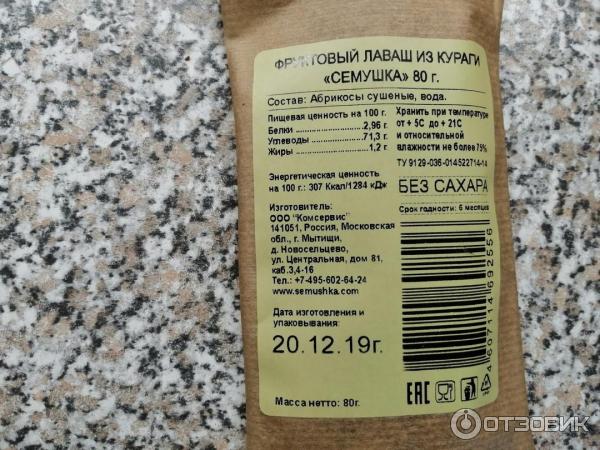 ФРУКТОВЫЙ ЛАВАШ ИЗ КУРАГИ
«СЕМУШКА» 80 г.
Состав: Абрикосы сушеные, вода.
Пищевая ценность на 100 г.
Белки ........................ 2,96 г.
Углеводы .................. 71,3 г.
Жиры ......................... 1,2 г.
Энергетическая ценность
на 100 г.: 307 Ккал/1284 кДж
Изготовитель:
ООО "Комсервис"
141051, Россия, Московская
обл., г. Мытищи,
д. Новосельцево,
ул. Центральная, дом 81,
каб.3,4-16
Тел.: +7-495-602-64-24
www.semushka.com
Дата изготовления и
упаковывания:
20.12.19г.
Масса нетто: 80г.
Хранить при температуре
от + 5С до + 21С
и относительной
влажности не более 75%
ТУ 9129-036-014522714-14
БЕЗ САХАРА
Срок годности: 6 месяцев
4 607114 692556
EAC
ОТЗОВИК